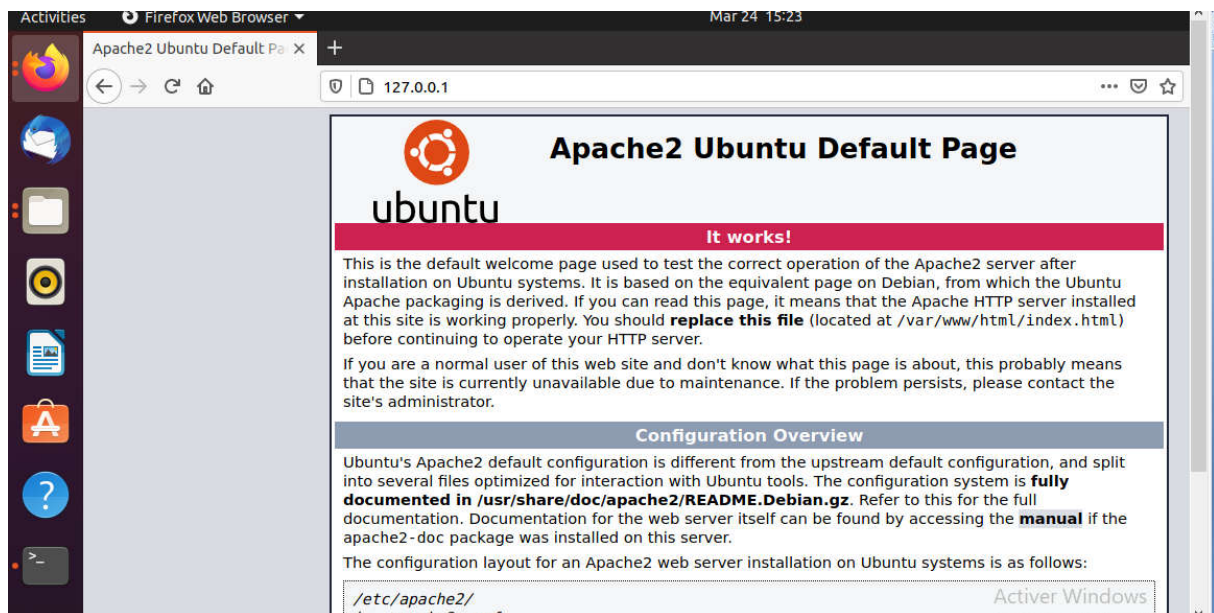 Activities Firefox Web Browser Mar 24 15:23
Apache2 Ubuntu Default Pa
127.0.0.1
ubuntu
Apache2 Ubuntu Default Page
It works!
This is the default welcome page used to test the correct operation of the Apache2 server after
installation on Ubuntu systems. It is based on the equivalent page on Debian, from which the Ubuntu
Apache packaging is derived. If you can read this page, it means that the Apache HTTP server installed
at this site is working properly. You should replace this file (located at /var/www/html/index.html)
before continuing to operate your HTTP server.
If you are a normal user of this web site and don't know what this page is about, this probably means
that the site is currently unavailable due to maintenance. If the problem persists, please contact the
site's administrator.
Configuration Overview
Ubuntu's Apache2 default configuration is different from the upstream default configuration, and split
into several files optimized for interaction with Ubuntu tools. The configuration system is fully
documented in /usr/share/doc/apache2/README.Debian.gz. Refer to this for the full
documentation. Documentation for the web server itself can be found by accessing the manual if the
apache2-doc package was installed on this server.
The configuration layout for an Apache2 web server installation on Ubuntu systems is as follows:
/etc/apache2/
Activer Windows